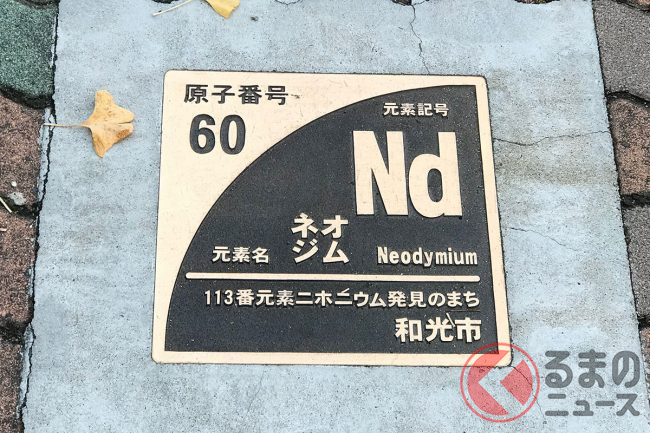 原子番号
60
元素記号
Nd
元素名
ネオ
ジム
Neodymium
113番元素ニホニウム発見のまち
和光市
くるまの
ニュース